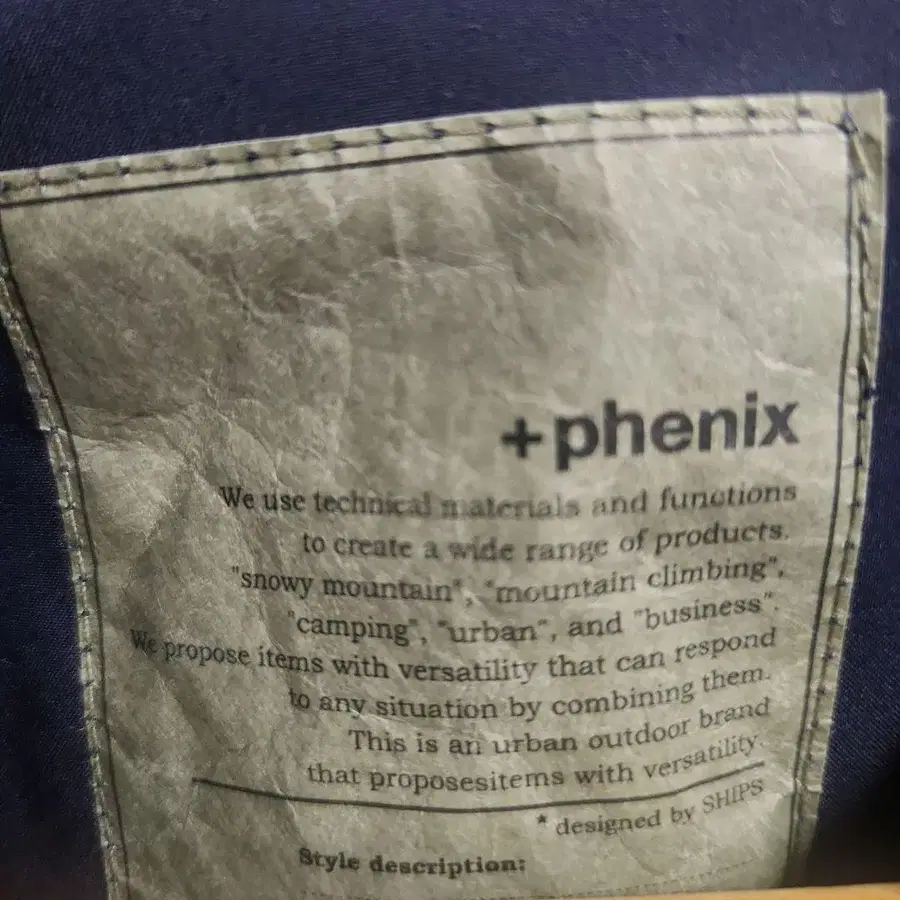 +phenix
We use technical materials and functions
to create a wide range of products.
"snowy mountain", "mountain climbing",
"camping", "urban", and "business".
We propose items with versatility that can respond
to any situation by combining them.
This is an urban outdoor brand
that proposesitems with versatility.
* designed by SHIPS
Style description: